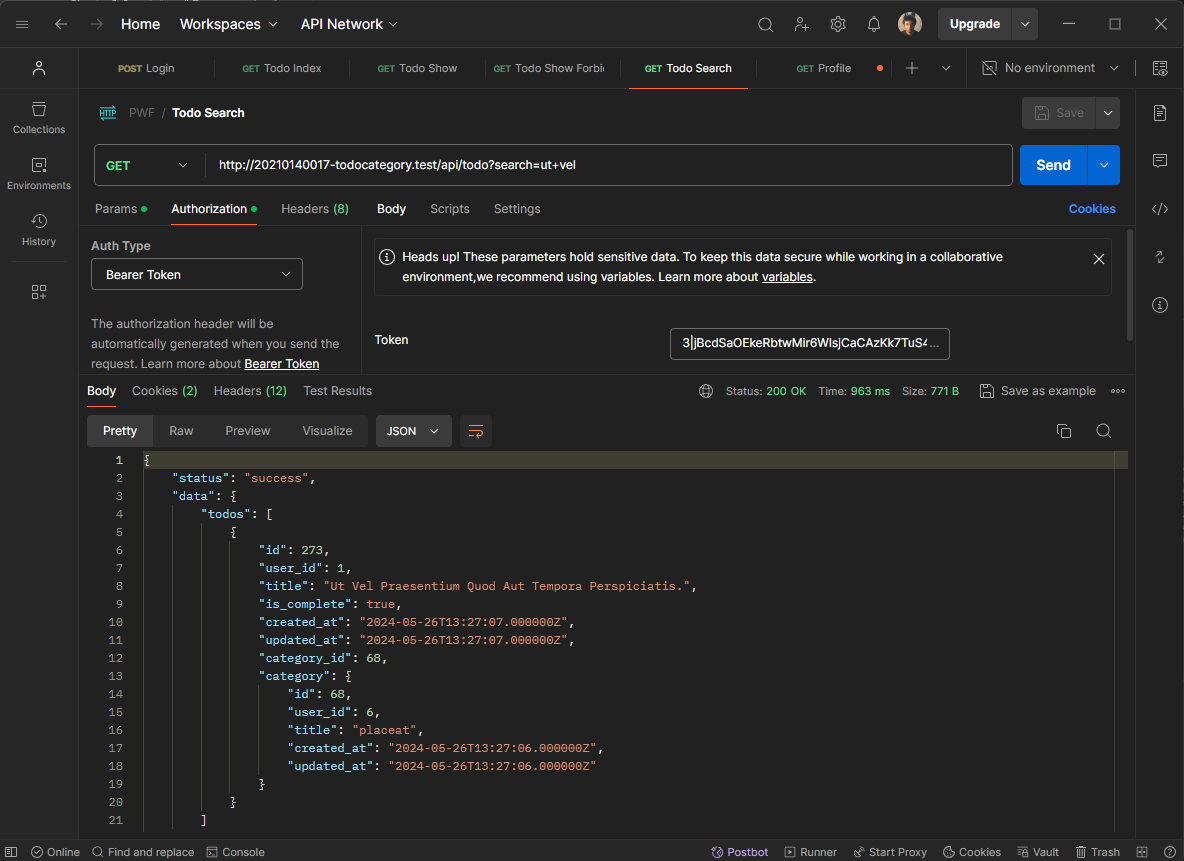 Home Workspaces API Network Upgrade
POST Login GET Todo Index GET Todo Show GET Todo Show Forbi GET Todo Search GET Profile No environment
Collections
Environments
History
HTTP PWF / Todo Search Save
GET http://20210140017-todocategory.test/api/todo?search=ut+vel Send
Params Authorization Headers (8) Body Scripts Settings Cookies
Auth Type
Bearer Token
The authorization header will be
automatically generated when you send the
request. Learn more about Bearer Token
Heads up! These parameters hold sensitive data. To keep this data secure while working in a collaborative
environment,we recommend using variables. Learn more about variables.
Token 3|jBcdSaOEkeRbtwMir6WIsjCaCAzKk7TuS4...
Body Cookies (2) Headers (12) Test Results Status: 200 OK Time: 963 ms Size: 771 B Save as example
Pretty Raw Preview Visualize JSON
1 {
2 "status": "success",
3 "data": {
4 "todos": [
5 {
6 "id": 273,
7 "user_id": 1,
8 "title": "Ut Vel Praesentium Quod Aut Tempora Perspiciatis.",
9 "is_complete": true,
10 "created_at": "2024-05-26T13:27:07.000000Z",
11 "updated_at": "2024-05-26T13:27:07.000000Z",
12 "category_id": 68,
13 "category": {
14 "id": 68,
15 "user_id": 6,
16 "title": "placeat",
17 "created_at": "2024-05-26T13:27:06.000000Z",
18 "updated_at": "2024-05-26T13:27:06.000000Z"
19 }
20 }
21 ]
Online Find and replace Console Postbot Runner Start Proxy Cookies Vault Trash